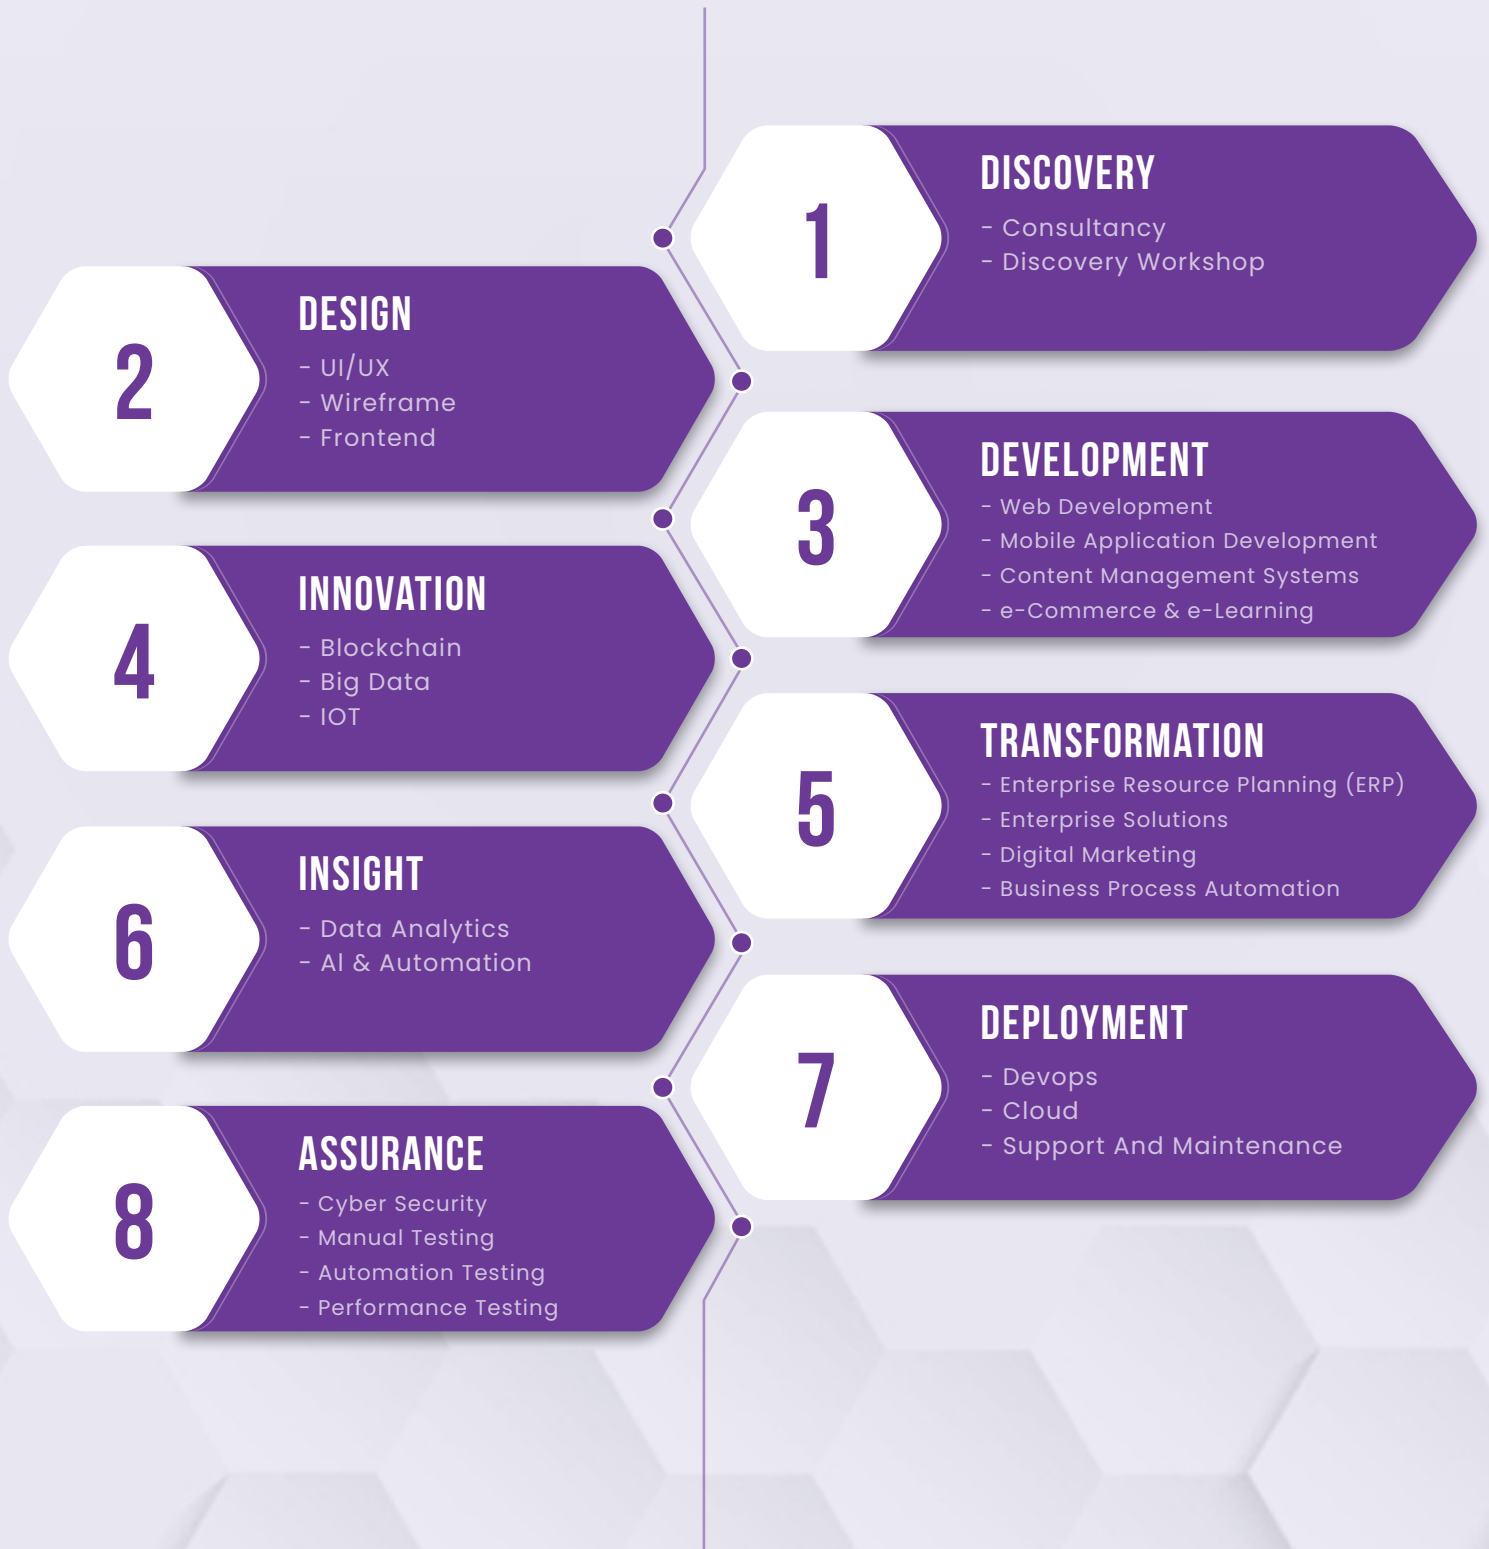 1
DISCOVERY
- Consultancy
- Discovery Workshop
2
DESIGN
- UI/UX
- Wireframe
- Frontend
3
DEVELOPMENT
- Web Development
- Mobile Application Development
- Content Management Systems
- e-Commerce & e-Learning
4
INNOVATION
- Blockchain
- Big Data
- IOT
5
TRANSFORMATION
- Enterprise Resource Planning (ERP)
- Enterprise Solutions
- Digital Marketing
- Business Process Automation
6
INSIGHT
- Data Analytics
- Al & Automation
7
DEPLOYMENT
- Devops
- Cloud
- Support And Maintenance
8
ASSURANCE
- Cyber Security
- Manual Testing
- Automation Testing
- Performance Testing